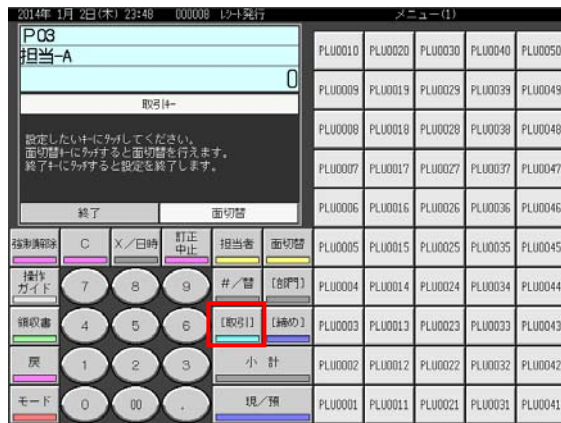 2014年 1月 2日(木) 23:48 000008 ﾚｼｰﾄ発行 メニュー(1)
P03
担当-A
0
取引ｷｰ
設定したいｷｰにﾀｯﾁしてください。
面切替ｷｰにﾀｯﾁすると面切替を行えます。
終了ｷｰにﾀｯﾁすると設定を終了します。
終了 面切替
PLU0010 PLU0020 PLU0030 PLU0040 PLU0050
PLU0009 PLU0019 PLU0029 PLU0039 PLU0049
PLU0008 PLU0018 PLU0028 PLU0038 PLU0048
PLU0007 PLU0017 PLU0027 PLU0037 PLU0047
PLU0006 PLU0016 PLU0026 PLU0036 PLU0046
強制解除 C X／日時 訂正 中止 担当者 面切替 PLU0005 PLU0015 PLU0025 PLU0035 PLU0045
操作 ガイド 7 8 9 #／替 [部門] PLU0004 PLU0014 PLU0024 PLU0034 PLU0044
領収書 4 5 6 [取引] [締め] PLU0003 PLU0013 PLU0023 PLU0033 PLU0043
戻 1 2 3 小 計 PLU0002 PLU0012 PLU0022 PLU0032 PLU0042
モード 0 00 . 現／預 PLU0001 PLU0011 PLU0021 PLU0031 PLU0041